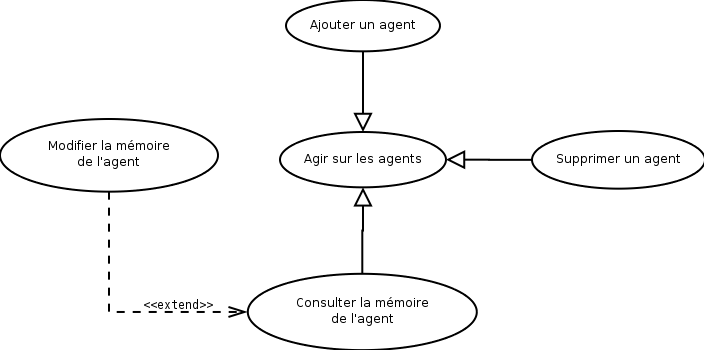 Ajouter un agent
Modifier la mémoire
de l'agent
Agir sur les agents
Supprimer un agent
<<extend>>
Consulter la mémoire
de l'agent